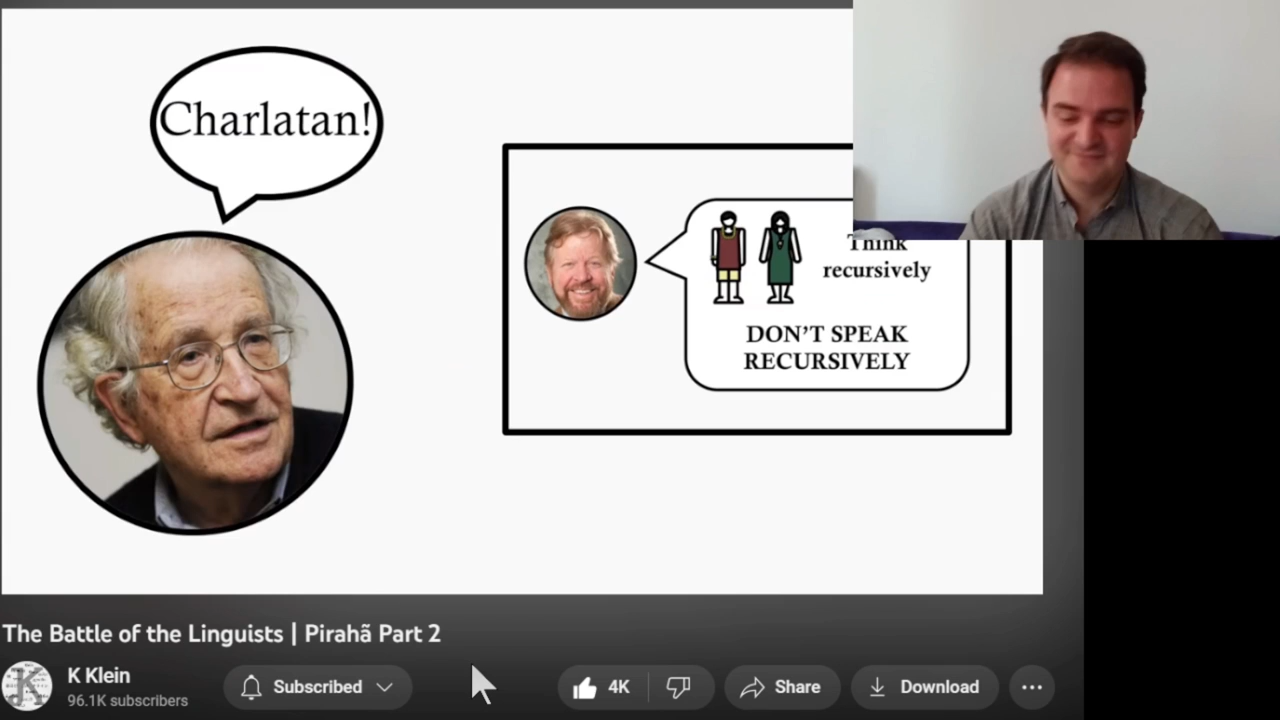 Charlatan!
Think
recursively
DON'T SPEAK
RECURSIVELY
The Battle of the Linguists | Pirahã Part 2
K Klein
96.1K subscribers
Subscribed
4K
Share
Download